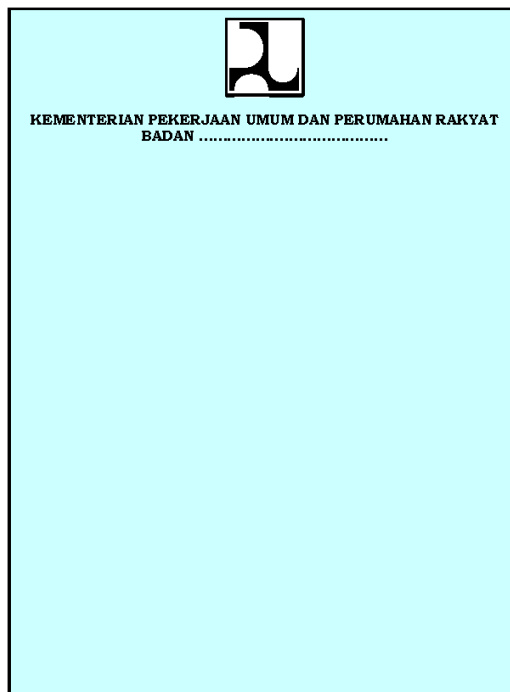 KEMENTERIAN PEKERJAAN UMUM DAN PERUMAHAN RAKYAT
BADAN ........................................